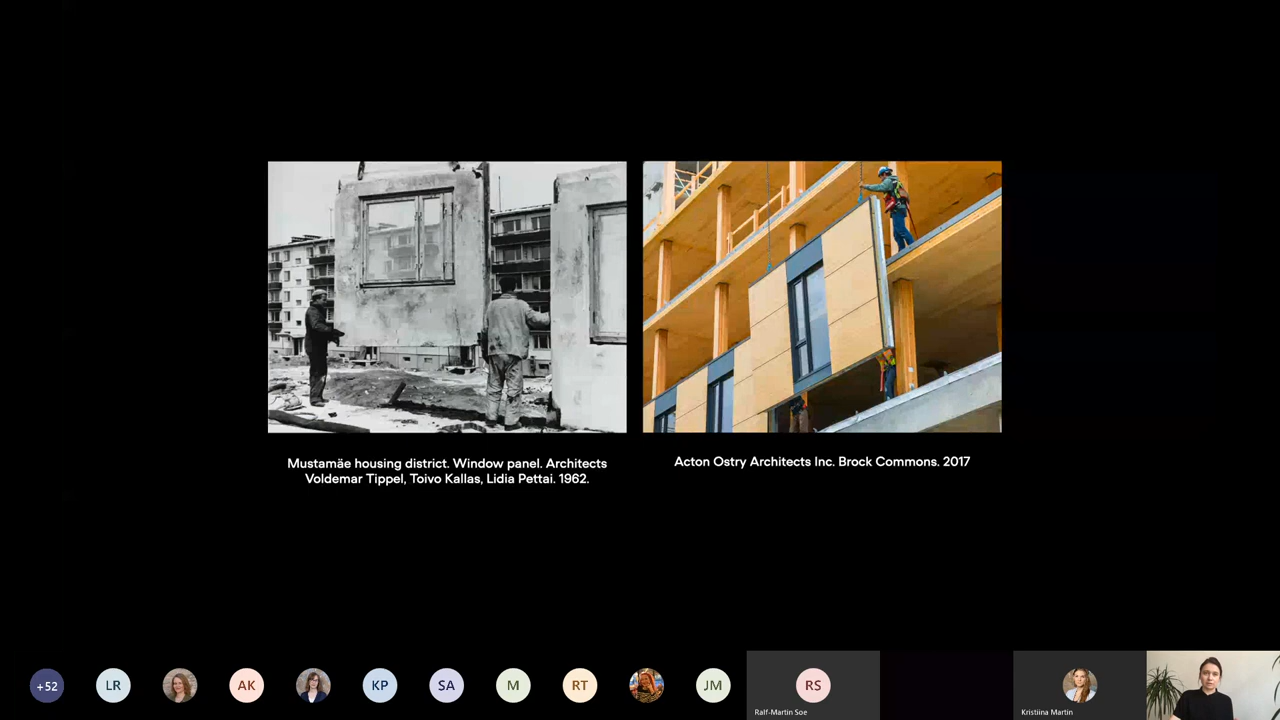 Mustamäe housing district. Window panel. Architects
Voldemar Tippel, Toivo Kallas, Lidia Pettai. 1962.
Acton Ostry Architects Inc. Brock Commons. 2017
+52
LR
AK
KP
SA
M
RT
JM
RS
Ralf-Martin Soe
Kristiina Martin